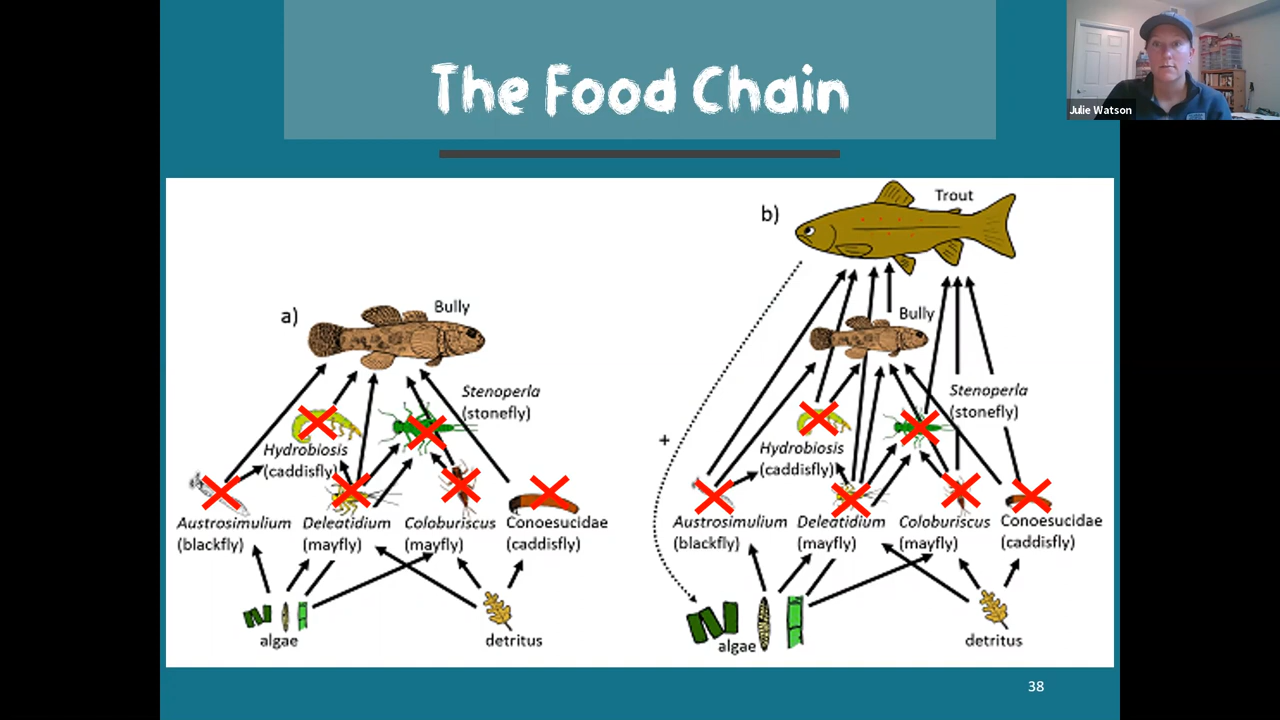 The Food Chain
Julie Watson
a)
Bully
Stenoperla
(stonefly)
Hydrobiosis
(caddisfly)
Austrosimulium
(blackfly)
Deleatidium
(mayfly)
Coloburiscus
(mayfly)
Conoesucidae
(caddisfly)
algae
detritus
b)
Trout
Bully
Stenoperla
(stonefly)
+
Hydrobiosis
(caddisfly)
Austrosimulium
(blackfly)
Deleatidium
(mayfly)
Coloburiscus
(mayfly)
Conoesucidae
(caddisfly)
algae
detritus
38